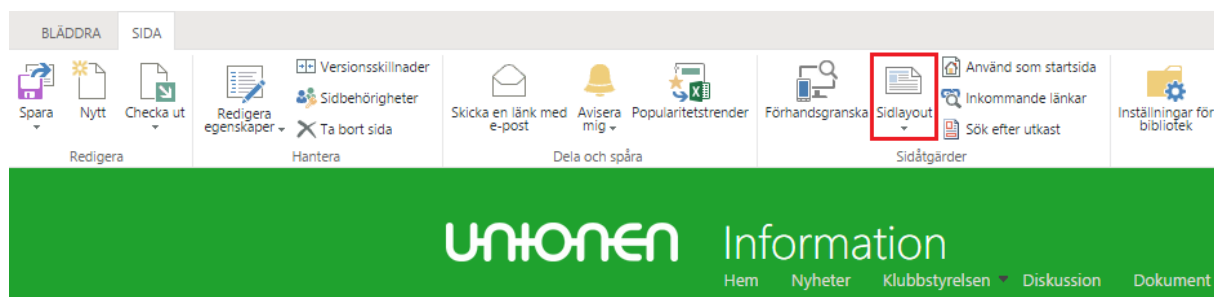 BLÄDDRA SIDA
Spara Nytt Checka ut
Redigera
Redigera egenskaper
Versionsskillnader
Sidbehörigheter
Ta bort sida
Hantera
Skicka en länk med
e-post
Avisera
mig
Popularitetstrender
Dela och spåra
Förhandsgranska
Sidlayout
Använd som startsida
Inkommande länkar
Sök efter utkast
Sidåtgärder
Inställningar för
bibliotek
unionen Information
Hem Nyheter Klubbstyrelsen Diskussion Dokument